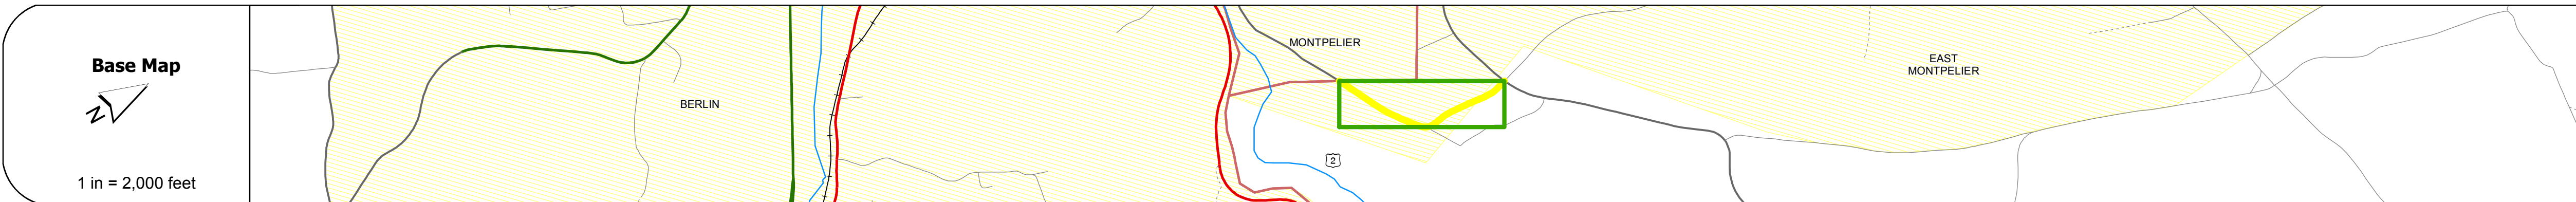 Base Map
N
1 in = 2,000 feet
BERLIN
MONTPELIER
2
EAST
MONTPELIER